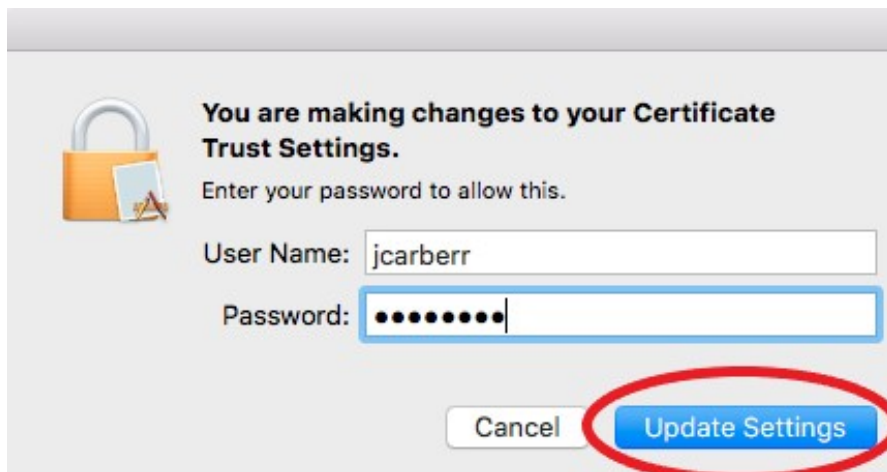 You are making changes to your Certificate
Trust Settings.
Enter your password to allow this.
User Name: jcarberr
Password: ••••••••
Cancel Update Settings